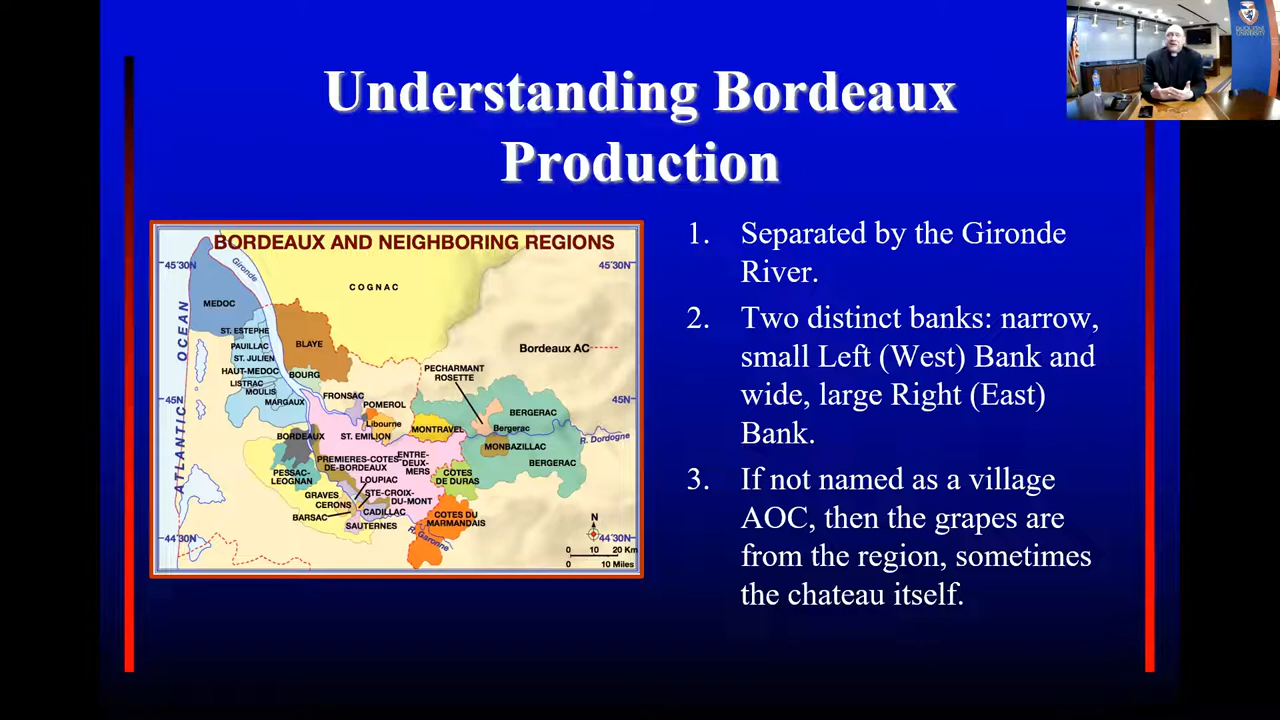 Understanding Bordeaux
Production
DUQUESNE
UNIVERSITY
BORDEAUX AND NEIGHBORING REGIONS
45'30N
45'30N
Gironde
COGNAC
MEDOC
ATLANTIC OCEAN
ST. ESTEPHE
PAUILLAC
BLAYE
Bordeaux AC
ST. JULIEN
HAUT-MEDOC
BOURG
PECHARMANT
ROSETTE
LISTRAC
MOULIS
MARGAUX
45N
45N
FRONSAC
POMEROL
BERGERAC
Libourne
MONTRAVEL
Bergerac
R. Dordogne
BORDEAUX
ST. EMILION
MONBAZILLAC
PREMIERES-COTES-
DE-BORDEAUX
ENTRE-
DEUX-
MERS
BERGERAC
PESSAC-
LEOGNAN
LOUPIAC
COTES
DE DURAS
GRAVES
STE-CROIX-
DU-MONT
CERONS
BARSAC
CADILLAC
COTES DU
MARMANDAIS
SAUTERNES
R. Garonne
N
44'30N
44'30N
0 10 20 Km
0 10 Miles
1. Separated by the Gironde
River.
2. Two distinct banks: narrow,
small Left (West) Bank and
wide, large Right (East)
Bank.
3. If not named as a village
AOC, then the grapes are
from the region, sometimes
the chateau itself.